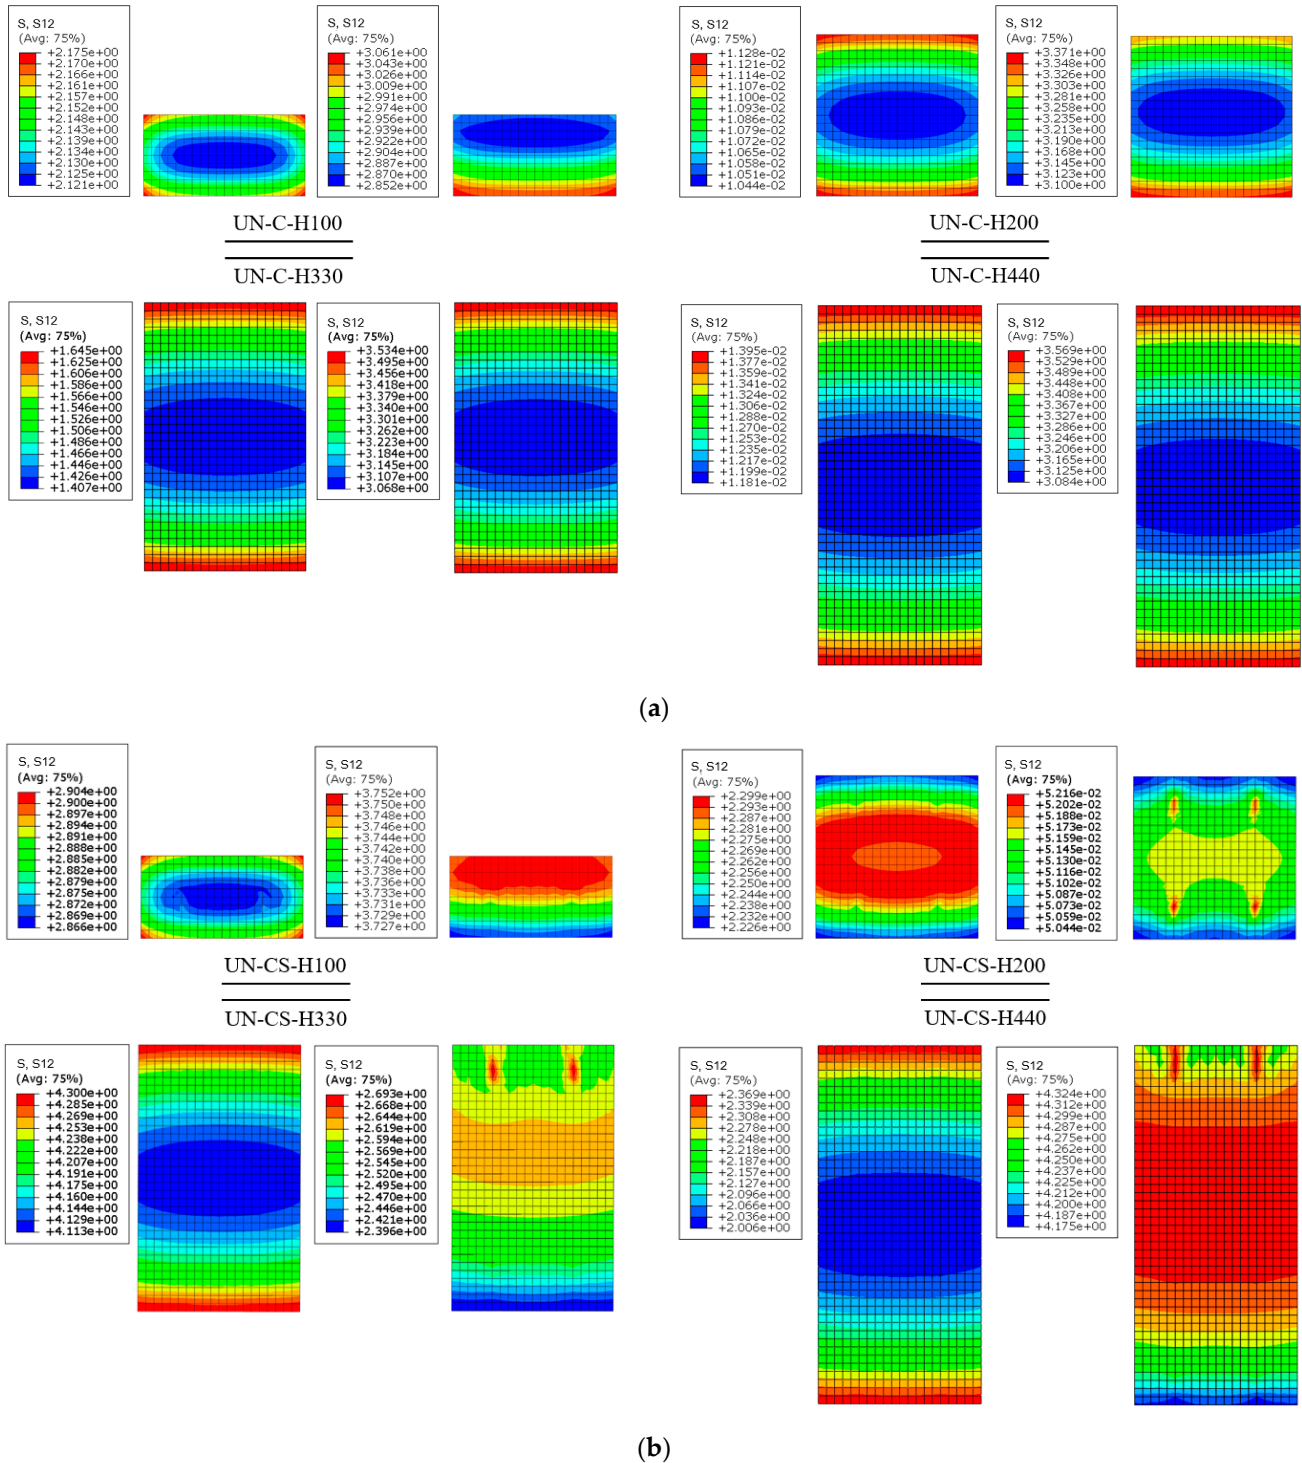 S, S12
(Avg: 75%)
+2.175e+00
+2.170e+00
+2.166e+00
+2.161e+00
+2.157e+00
+2.152e+00
+2.148e+00
+2.143e+00
+2.139e+00
+2.134e+00
+2.130e+00
+2.125e+00
+2.121e+00
S, S12
(Avg: 75%)
+3.061e+00
+3.043e+00
+3.026e+00
+3.009e+00
+2.991e+00
+2.974e+00
+2.956e+00
+2.939e+00
+2.922e+00
+2.904e+00
+2.887e+00
+2.870e+00
+2.852e+00
UN-C-H100
S, S12
(Avg: 75%)
+1.128e-02
+1.121e-02
+1.114e-02
+1.107e-02
+1.100e-02
+1.093e-02
+1.086e-02
+1.079e-02
+1.072e-02
+1.065e-02
+1.058e-02
+1.051e-02
+1.044e-02
S, S12
(Avg: 75%)
+3.371e+00
+3.348e+00
+3.326e+00
+3.303e+00
+3.281e+00
+3.258e+00
+3.235e+00
+3.213e+00
+3.190e+00
+3.168e+00
+3.145e+00
+3.123e+00
+3.100e+00
UN-C-H200
UN-C-H330
S, S12
(Avg: 75%)
+1.645e+00
+1.625e+00
+1.606e+00
+1.586e+00
+1.566e+00
+1.546e+00
+1.526e+00
+1.506e+00
+1.486e+00
+1.466e+00
+1.446e+00
+1.426e+00
+1.407e+00
S, S12
(Avg: 75%)
+3.534e+00
+3.495e+00
+3.456e+00
+3.418e+00
+3.379e+00
+3.340e+00
+3.301e+00
+3.262e+00
+3.223e+00
+3.184e+00
+3.145e+00
+3.107e+00
+3.068e+00
UN-C-H440
S, S12
(Avg: 75%)
+1.395e-02
+1.377e-02
+1.359e-02
+1.341e-02
+1.324e-02
+1.306e-02
+1.288e-02
+1.270e-02
+1.253e-02
+1.235e-02
+1.217e-02
+1.199e-02
+1.181e-02
S, S12
(Avg: 75%)
+3.569e+00
+3.529e+00
+3.489e+00
+3.448e+00
+3.408e+00
+3.367e+00
+3.327e+00
+3.286e+00
+3.246e+00
+3.206e+00
+3.165e+00
+3.125e+00
+3.084e+00
(a)
S, S12
(Avg: 75%)
+2.904e+00
+2.900e+00
+2.897e+00
+2.894e+00
+2.891e+00
+2.888e+00
+2.885e+00
+2.882e+00
+2.879e+00
+2.875e+00
+2.872e+00
+2.869e+00
+2.866e+00
S, S12
(Avg: 75%)
+3.752e+00
+3.750e+00
+3.748e+00
+3.746e+00
+3.744e+00
+3.742e+00
+3.740e+00
+3.738e+00
+3.736e+00
+3.733e+00
+3.731e+00
+3.729e+00
+3.727e+00
UN-CS-H100
S, S12
(Avg: 75%)
+2.299e+00
+2.293e+00
+2.287e+00
+2.281e+00
+2.275e+00
+2.269e+00
+2.262e+00
+2.256e+00
+2.250e+00
+2.244e+00
+2.238e+00
+2.232e+00
+2.226e+00
S, S12
(Avg: 75%)
+5.216e-02
+5.202e-02
+5.188e-02
+5.173e-02
+5.159e-02
+5.145e-02
+5.130e-02
+5.116e-02
+5.102e-02
+5.087e-02
+5.073e-02
+5.059e-02
+5.044e-02
UN-CS-H200
UN-CS-H330
S, S12
(Avg: 75%)
+4.300e+00
+4.285e+00
+4.269e+00
+4.253e+00
+4.238e+00
+4.222e+00
+4.207e+00
+4.191e+00
+4.175e+00
+4.160e+00
+4.144e+00
+4.129e+00
+4.113e+00
S, S12
(Avg: 75%)
+2.693e+00
+2.668e+00
+2.644e+00
+2.619e+00
+2.594e+00
+2.569e+00
+2.545e+00
+2.520e+00
+2.495e+00
+2.470e+00
+2.446e+00
+2.421e+00
+2.396e+00
UN-CS-H440
S, S12
(Avg: 75%)
+2.369e+00
+2.339e+00
+2.308e+00
+2.278e+00
+2.248e+00
+2.218e+00
+2.187e+00
+2.157e+00
+2.127e+00
+2.096e+00
+2.066e+00
+2.036e+00
+2.006e+00
S, S12
(Avg: 75%)
+4.324e+00
+4.312e+00
+4.299e+00
+4.287e+00
+4.275e+00
+4.262e+00
+4.250e+00
+4.237e+00
+4.225e+00
+4.212e+00
+4.200e+00
+4.187e+00
+4.175e+00
(b)